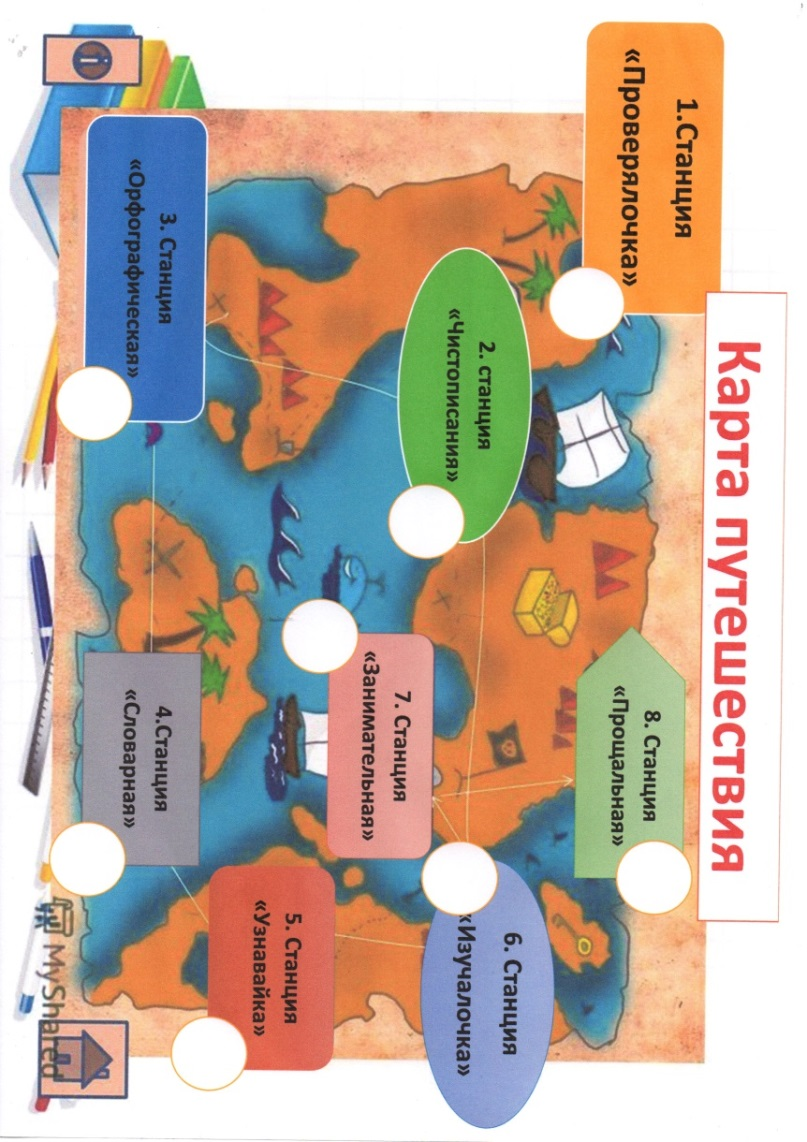 Карта путешествия
1.Станция
«Проверялочка»
2. станция
«Чистописания»
3. Станция
«Орфографическая»
4.Станция
«Словарная»
5. Станция
«Узнавайка»
6. Станция
«Изучалочка»
7. Станция
«Занимательная»
8. Станция
«Прощальная»
MyShared